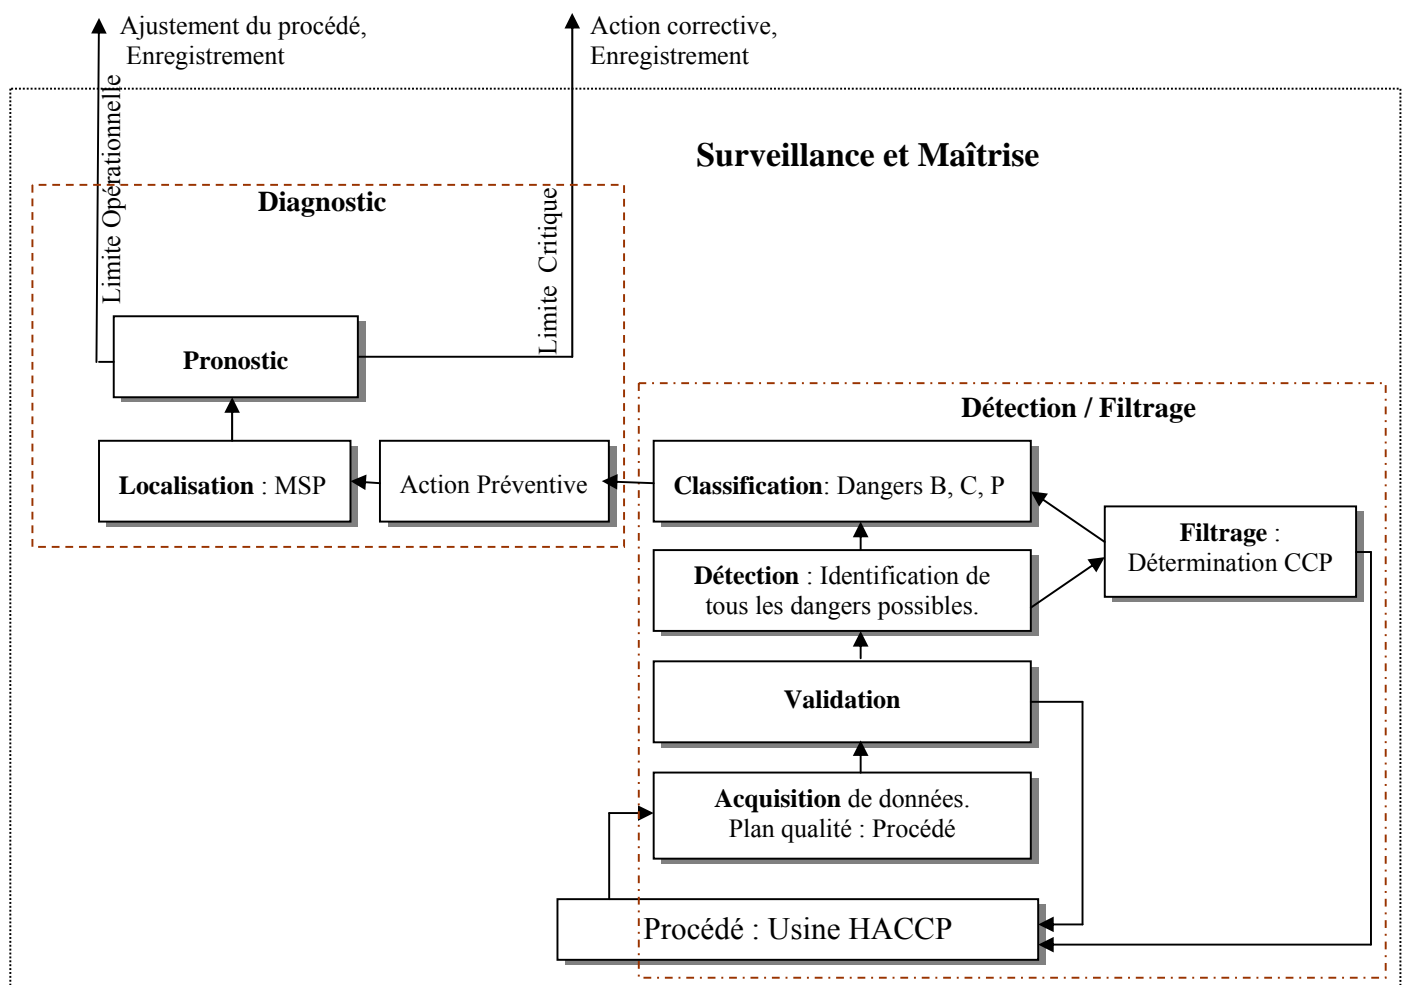 Ajustement du procédé,
Enregistrement
Action corrective,
Enregistrement
Surveillance et Maîtrise
Diagnostic
Limite Opérationnelle
Limite Critique
Pronostic
Détection / Filtrage
Localisation : MSP
Action Préventive
Classification: Dangers B, C, P
Filtrage :
Détermination CCP
Détection : Identification de
tous les dangers possibles.
Validation
Acquisition de données.
Plan qualité : Procédé
Procédé : Usine HACCP